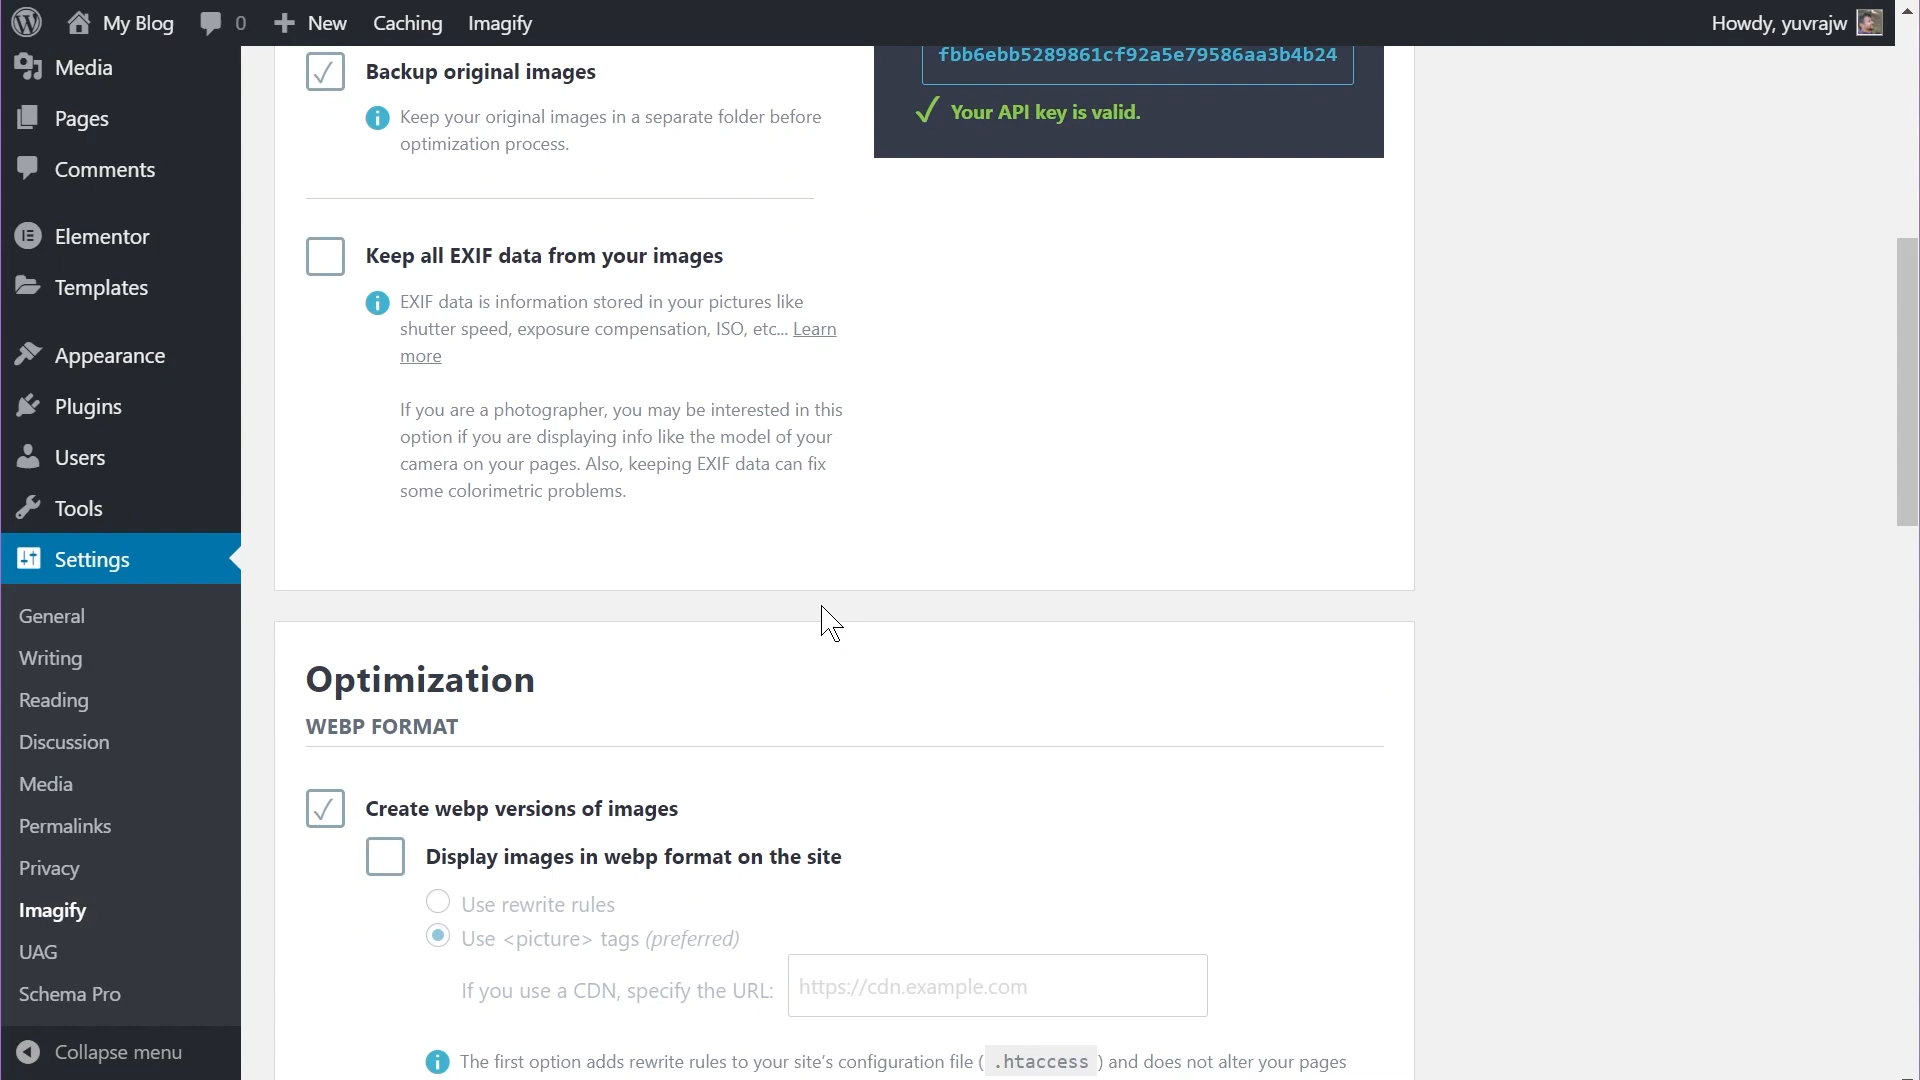 My Blog 0 New Caching Imagify Howdy, yuvrajw
Media
Pages
Comments
Elementor
Templates
Appearance
Plugins
Users
Tools
Settings
General
Writing
Reading
Discussion
Media
Permalinks
Privacy
Imagify
UAG
Schema Pro
Collapse menu
Backup original images
Keep your original images in a separate folder before
optimization process.
Keep all EXIF data from your images
EXIF data is information stored in your pictures like
shutter speed, exposure compensation, ISO, etc... Learn
more
If you are a photographer, you may be interested in this
option if you are displaying info like the model of your
camera on your pages. Also, keeping EXIF data can fix
some colorimetric problems.
fbb6ebb5289861cf92a5e79586aa3b4b24
Your API key is valid.
Optimization
WEBP FORMAT
Create webp versions of images
Display images in webp format on the site
Use rewrite rules
Use <picture> tags (preferred)
If you use a CDN, specify the URL: https://cdn.example.com
The first option adds rewrite rules to your site's configuration file ( .htaccess ) and does not alter your pages